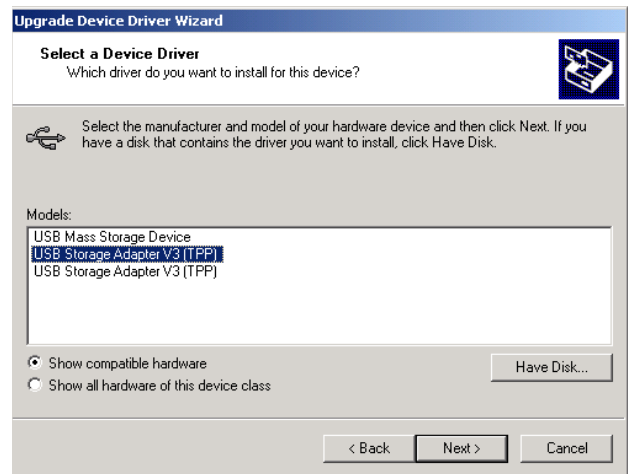 Upgrade Device Driver Wizard
Select a Device Driver
Which driver do you want to install for this device?
Select the manufacturer and model of your hardware device and then click Next. If you
have a disk that contains the driver you want to install, click Have Disk.
Models:
USB Mass Storage Device
USB Storage Adapter V3 (TPP)
USB Storage Adapter V3 (TPP)
Show compatible hardware
Have Disk...
Show all hardware of this device class
< Back
Next >
Cancel